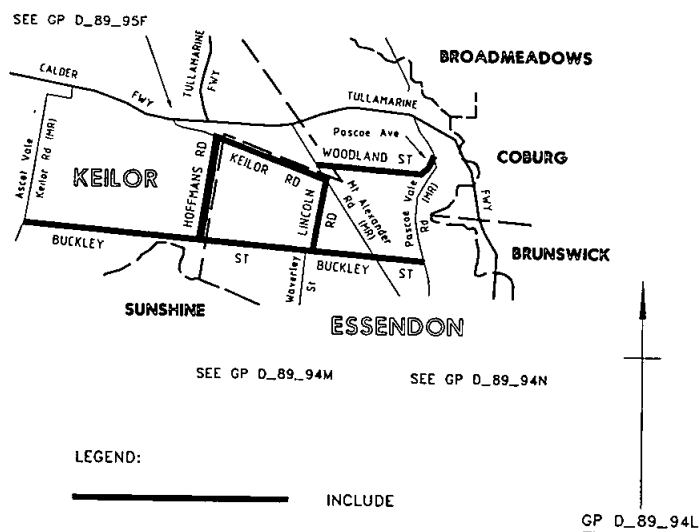 SEE GP D_89_95F
BROADMEADOWS
CALDER
FWY
TULLAMARINE
FWY
TULLAMARINE
Pascoe Ave
WOODLAND ST
COBURG
KEILOR
Ascot Vale
Keilor Rd (MR)
HOFFMANS RD
KEILOR RD
LINCOLN RD
Mt Alexander
Rd (MR)
Pascoe Vale
Rd (MR)
FWY
BRUNSWICK
BUCKLEY
ST
BUCKLEY
ST
Waverley
St
SUNSHINE
ESSENDON
SEE GP D_89_94M
SEE GP D_89_94N
LEGEND:
INCLUDE
GP D_89_94L